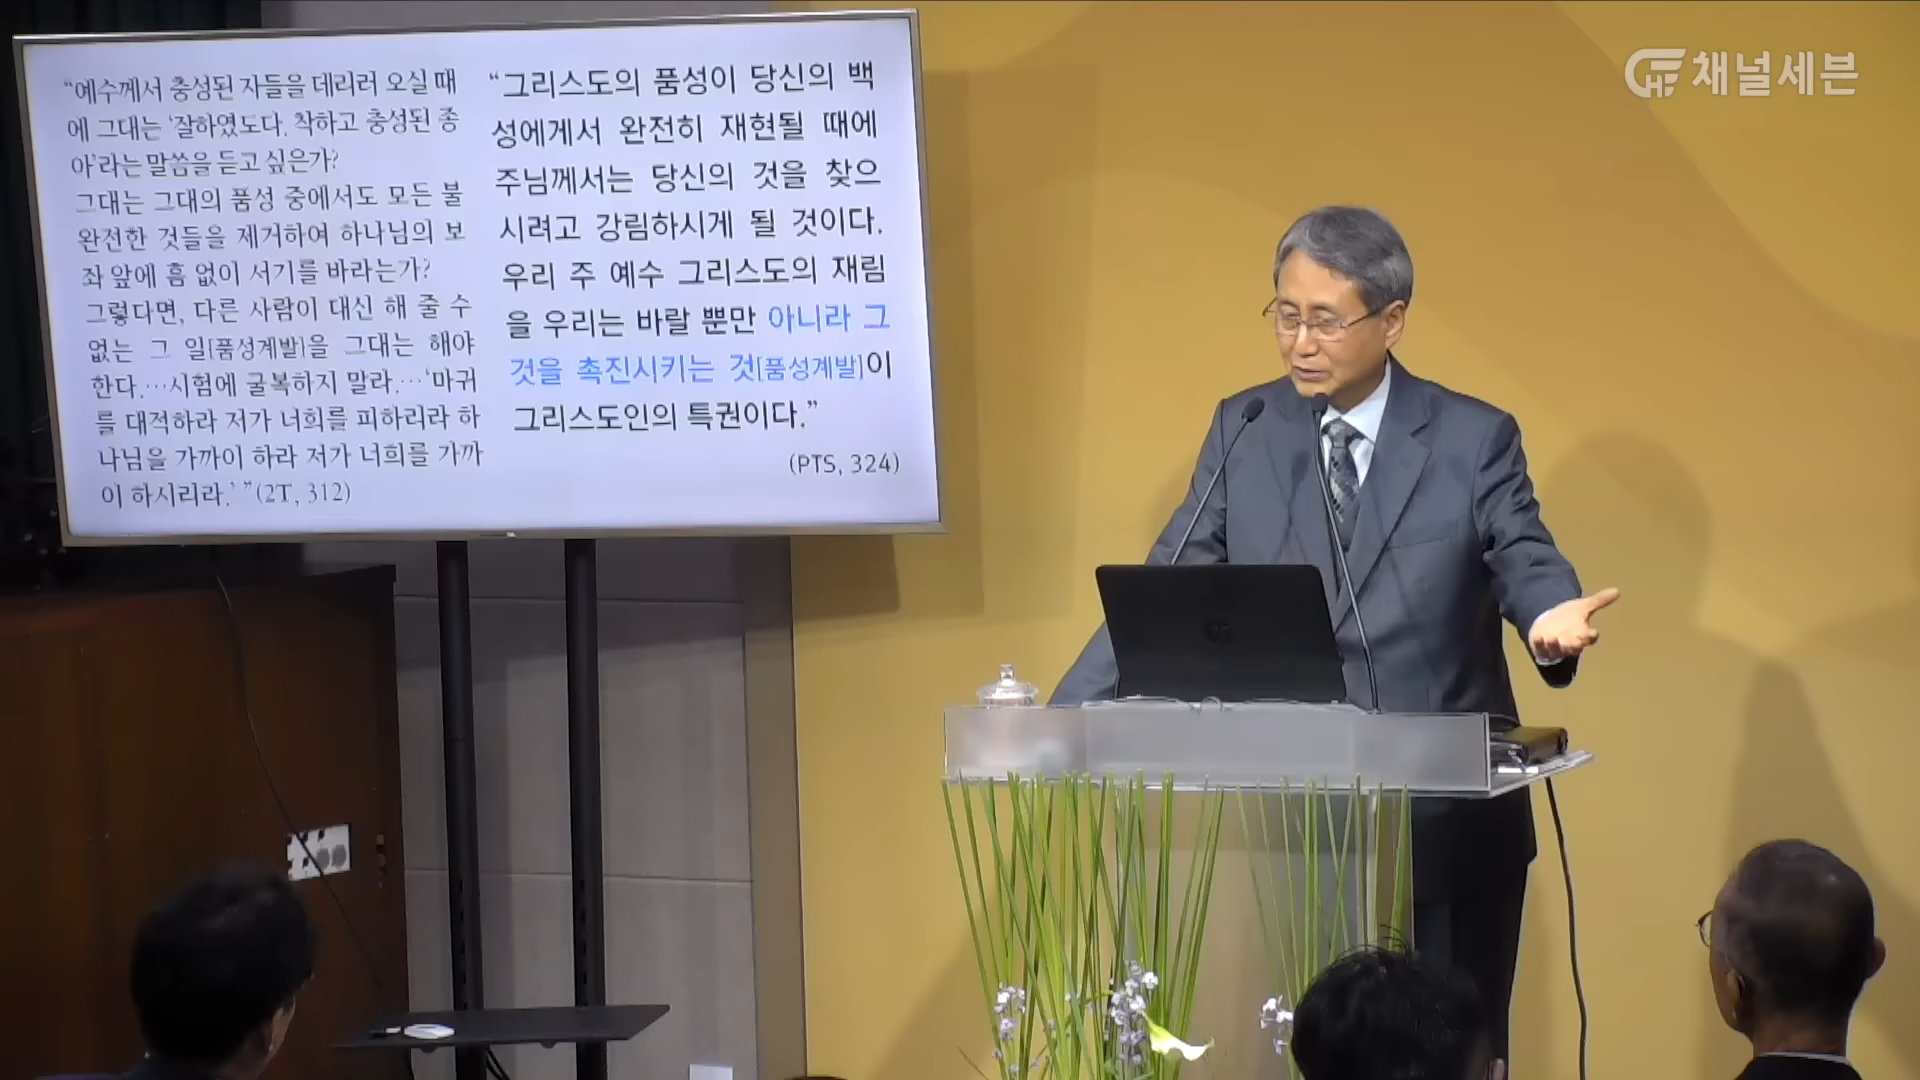 “예수께서 충성된 자들을 데리러 오실 때
에 그대는 ‘잘하였도다. 착하고 충성된 종
아’라는 말씀을 듣고 싶은가?
그대는 그대의 품성 중에서도 모든 불
완전한 것들을 제거하여 하나님의 보
좌 앞에 흠 없이 서기를 바라는가?
그렇다면, 다른 사람이 대신 해 줄 수
없는 그 일[품성계발]을 그대는 해야
한다.…시험에 굴복하지 말라.…‘마귀
를 대적하라 저가 너희를 피하리라 하
나님을 가까이 하라 저가 너희를 가까
이 하시리라.’ ” (2T, 312)
“그리스도의 품성이 당신의 백
성에게서 완전히 재현될 때에
주님께서는 당신의 것을 찾으
시려고 강림하시게 될 것이다.
우리 주 예수 그리스도의 재림
을 우리는 바랄 뿐만 아니라 그
것을 촉진시키는 것[품성계발]이
그리스도인의 특권이다.”
(PTS, 324)
채널세븐